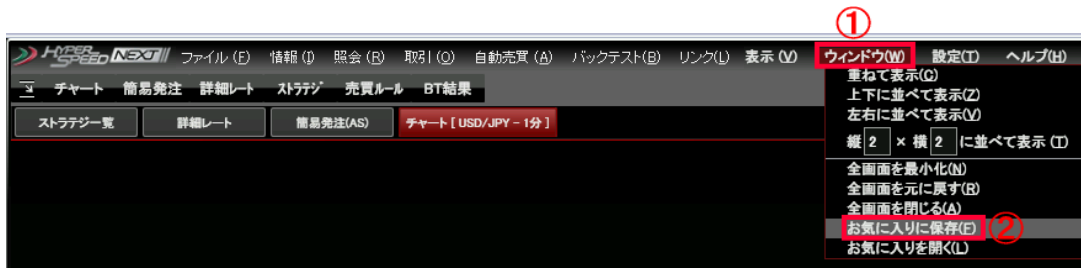 ①
HYPER SPEED NEXT ファイル(F) 情報(I) 照会(R) 取引(O) 自動売買(A) バックテスト(B) リンク(L) 表示(V) ウィンドウ(W) 設定(T) ヘルプ(H)
チャート 簡易発注 詳細レート ストラテジ 売買ルール BT結果
ストラテジー覧 詳細レート 簡易発注(AS) チャート [ USD/JPY - 1分 ]
重ねて表示(C)
上下に並べて表示(Z)
左右に並べて表示(V)
縦 2 × 横 2 に並べて表示(T)
全画面を最小化(N)
全画面を元に戻す(R)
全画面を閉じる(A)
お気に入りに保存(F) ②
お気に入りを開く(L)